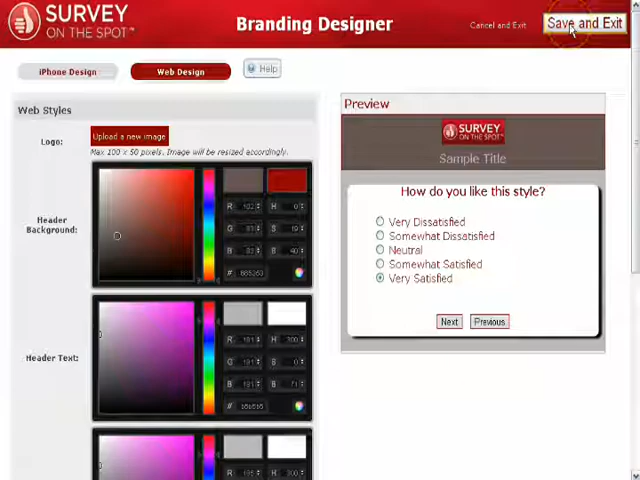 SURVEY
ON THE SPOT
Branding Designer
Cancel and Exit
Save and Exit
iPhone Design
Web Design
Help
Web Styles
Logo:
Upload a new image
Max 100 x 50 pixels. Image will be resized accordingly.
Header
Background:
R
H
G
S
B
B
#
Header Text:
R
H
G
S
B
B
#
R
H
Preview
SURVEY
ON THE SPOT
Sample Title
How do you like this style?
Very Dissatisfied
Somewhat Dissatisfied
Neutral
Somewhat Satisfied
Very Satisfied
Next
Previous